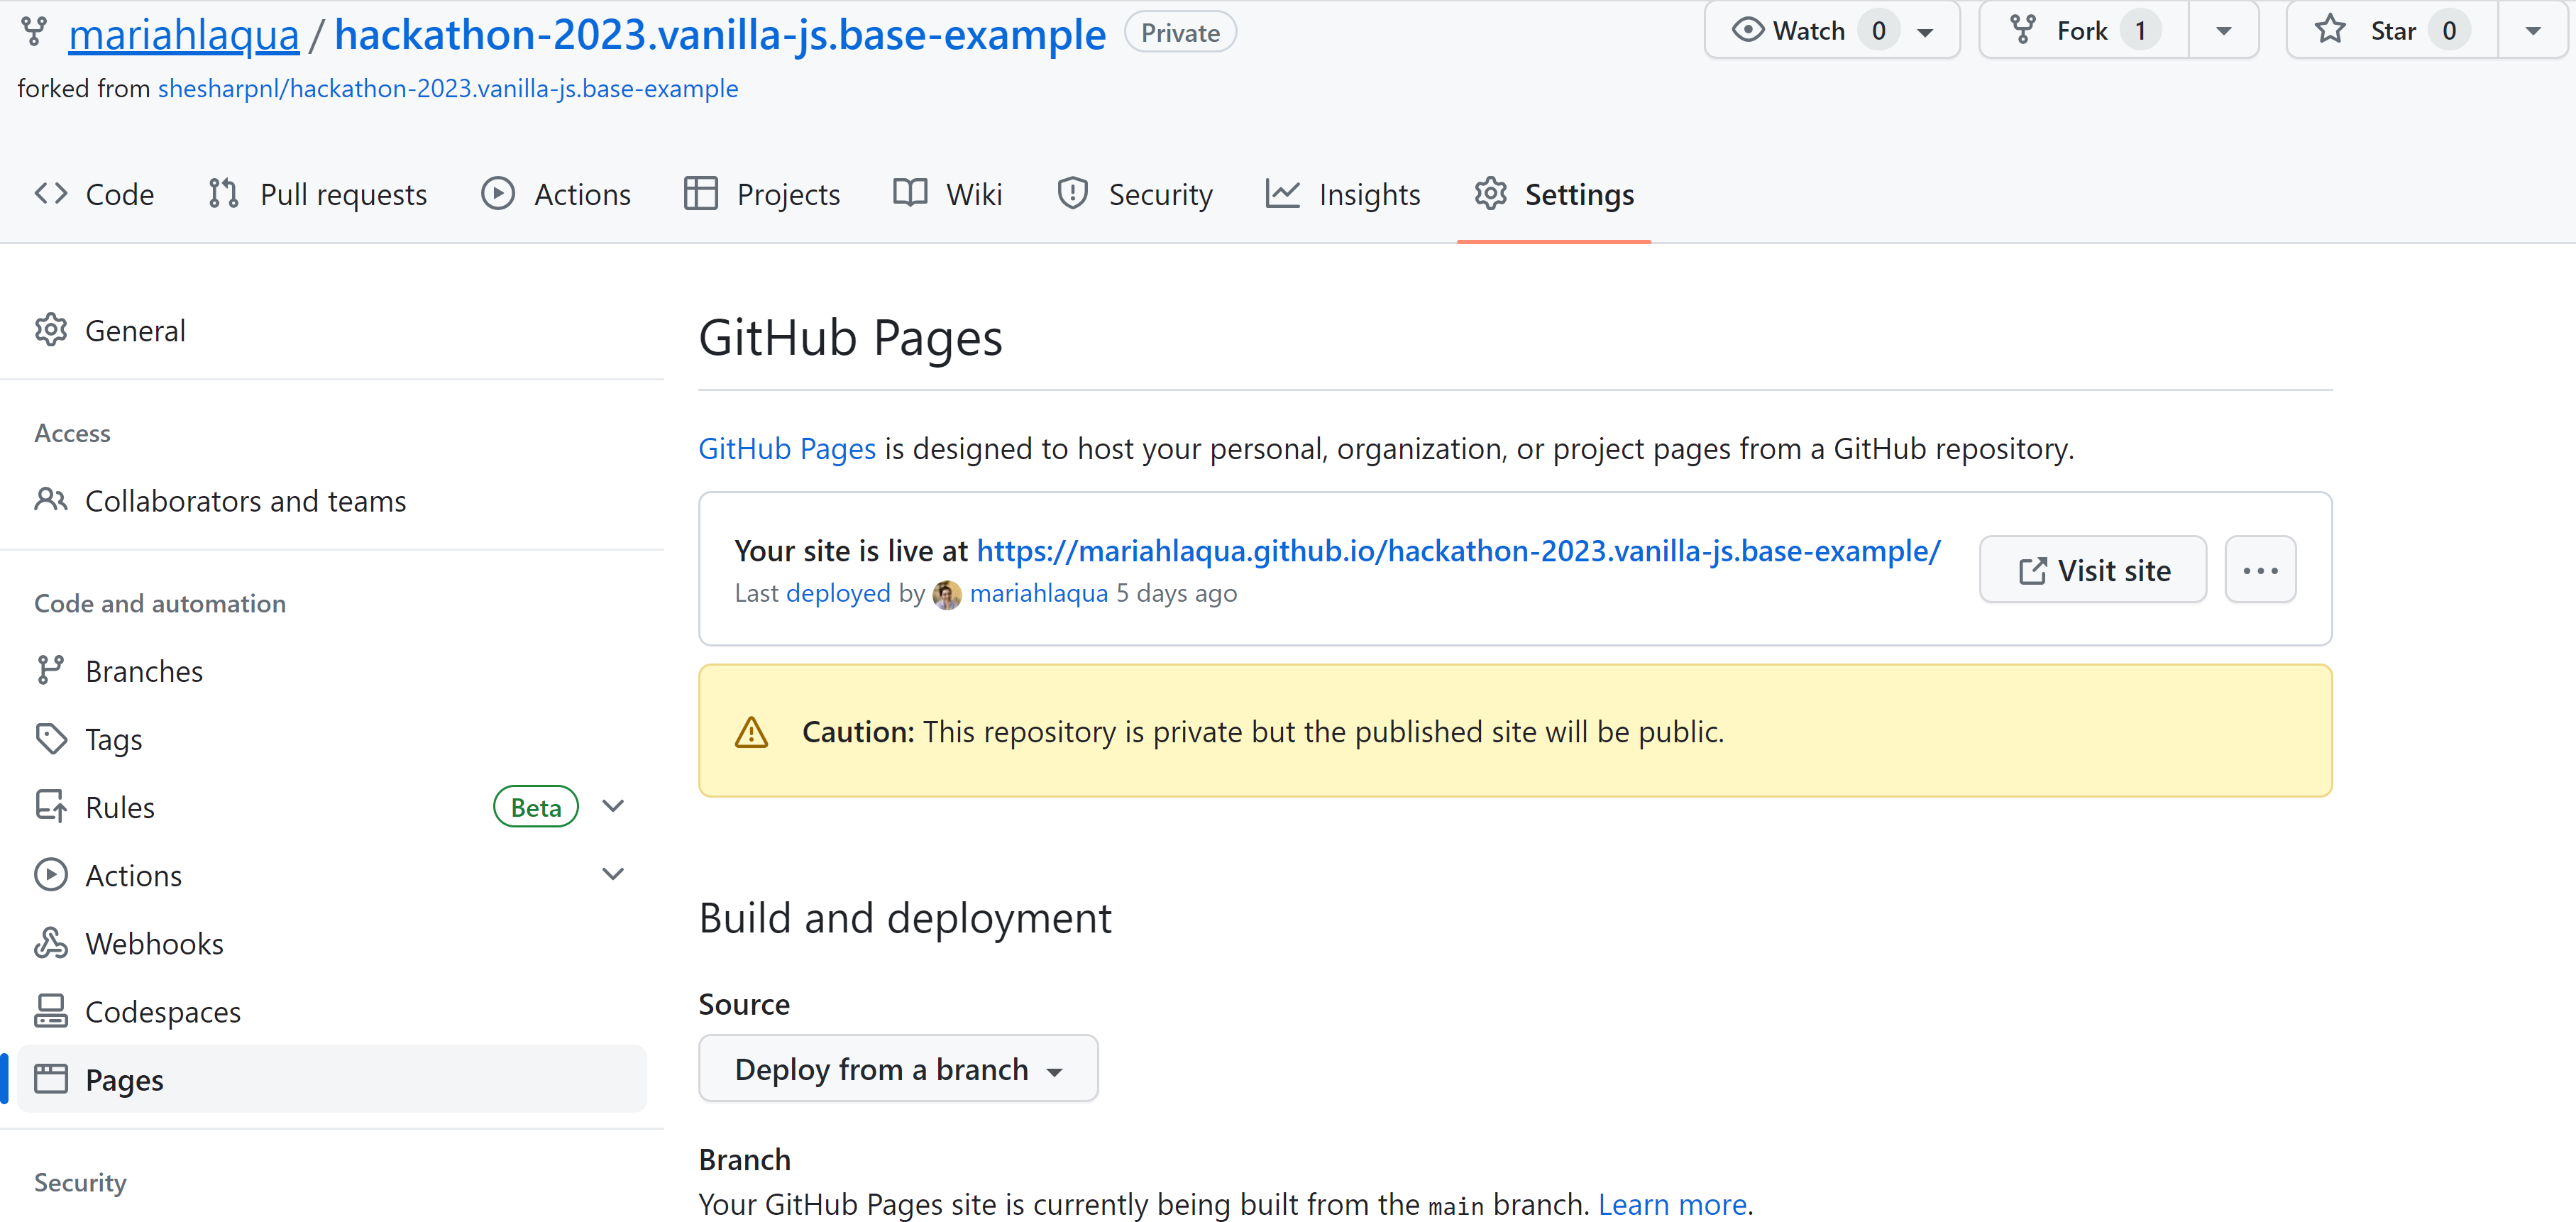 mariahlaqua / hackathon-2023.vanilla-js.base-example Private Watch 0 Fork 1 Star 0
forked from shesharpnl/hackathon-2023.vanilla-js.base-example
Code Pull requests Actions Projects Wiki Security Insights Settings
General
Access
Collaborators and teams
Code and automation
Branches
Tags
Rules Beta
Actions
Webhooks
Codespaces
Pages
Security
GitHub Pages
GitHub Pages is designed to host your personal, organization, or project pages from a GitHub repository.
Your site is live at https://mariahlaqua.github.io/hackathon-2023.vanilla-js.base-example/
Last deployed by mariahlaqua 5 days ago
Visit site
Caution: This repository is private but the published site will be public.
Build and deployment
Source
Deploy from a branch
Branch
Your GitHub Pages site is currently being built from the main branch. Learn more.